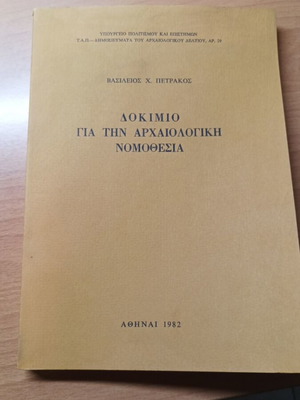 ΥΠΟΥΡΓΕΙΟ ΠΟΛΙΤΙΣΜΟΥ ΚΑΙ ΕΠΙΣΤΗΜΩΝ
Τ.Α.Π.—ΔΗΜΟΣΙΕΥΜΑΤΑ ΤΟΥ ΑΡΧΑΙΟΛΟΓΙΚΟΥ ΔΕΛΤΙΟΥ, ΑΡ. 29
ΒΑΣΙΛΕΙΟΣ Χ. ΠΕΤΡΑΚΟΣ
ΔΟΚΙΜΙΟ
ΓΙΑ ΤΗΝ ΑΡΧΑΙΟΛΟΓΙΚΗ
ΝΟΜΟΘΕΣΙΑ
ΑΘΗΝΑΙ 1982